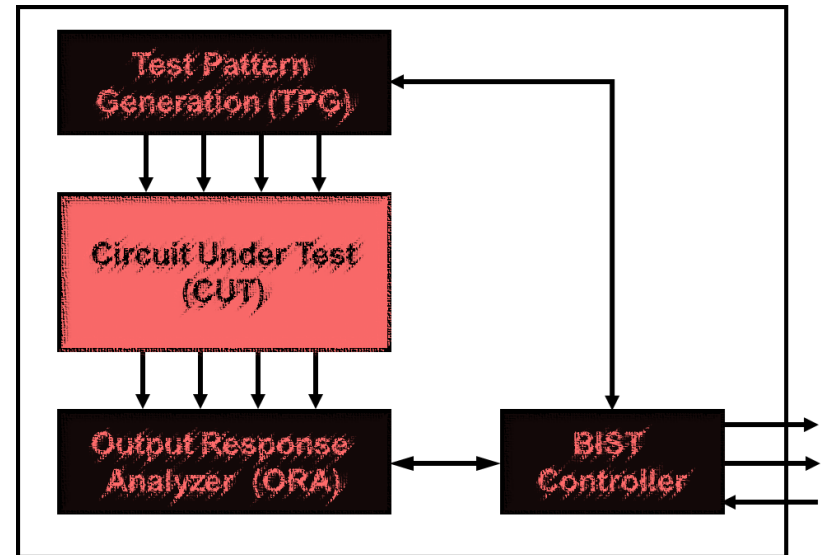 Test Pattern
Generation (TPG)
Circuit Under Test
(CUT)
Output Response
Analyzer (ORA)
BIST
Controller